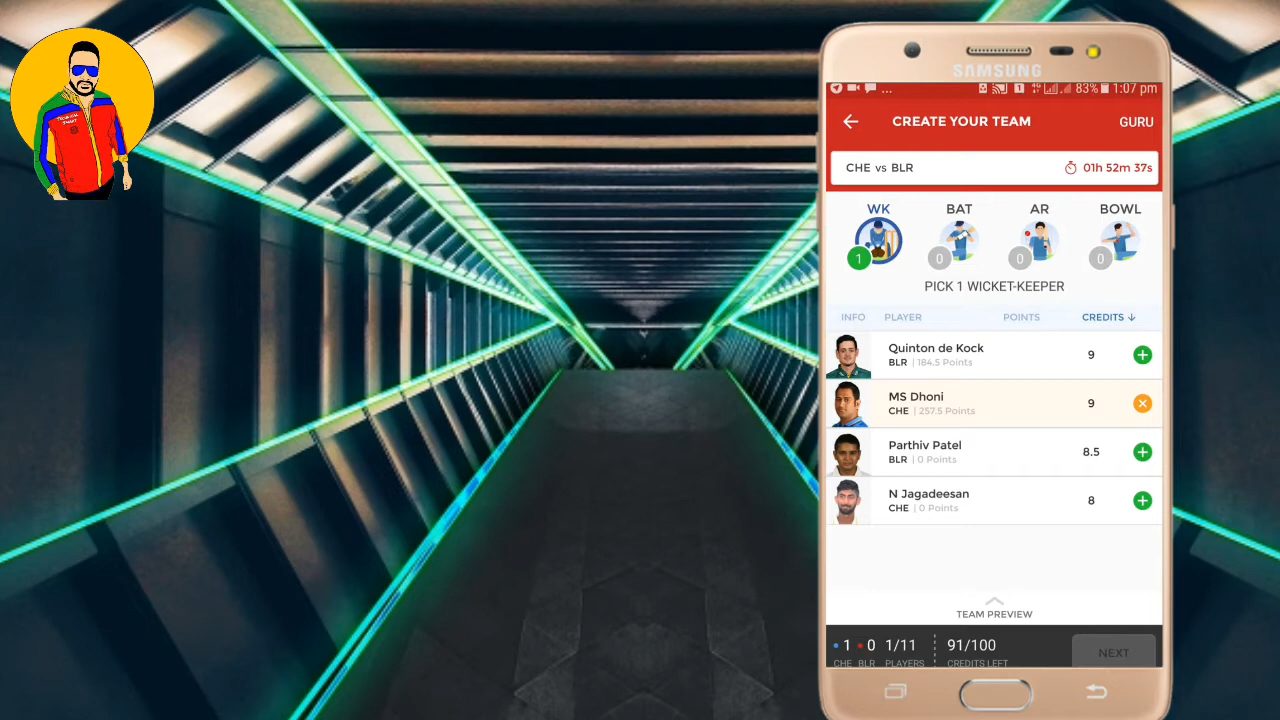 SAMSUNG
... 83% 1:07 pm
CREATE YOUR TEAM GURU
CHE vs BLR 01h 52m 37s
WK BAT AR BOWL
1 0 0 0
PICK 1 WICKET-KEEPER
INFO PLAYER POINTS CREDITS ↓
Quinton de Kock
BLR | 184.5 Points
9
MS Dhoni
CHE | 257.5 Points
9
Parthiv Patel
BLR | 0 Points
8.5
N Jagadeesan
CHE | 0 Points
8
TEAM PREVIEW
1 0 1/11 91/100 NEXT
CHE BLR PLAYERS CREDITS LEFT